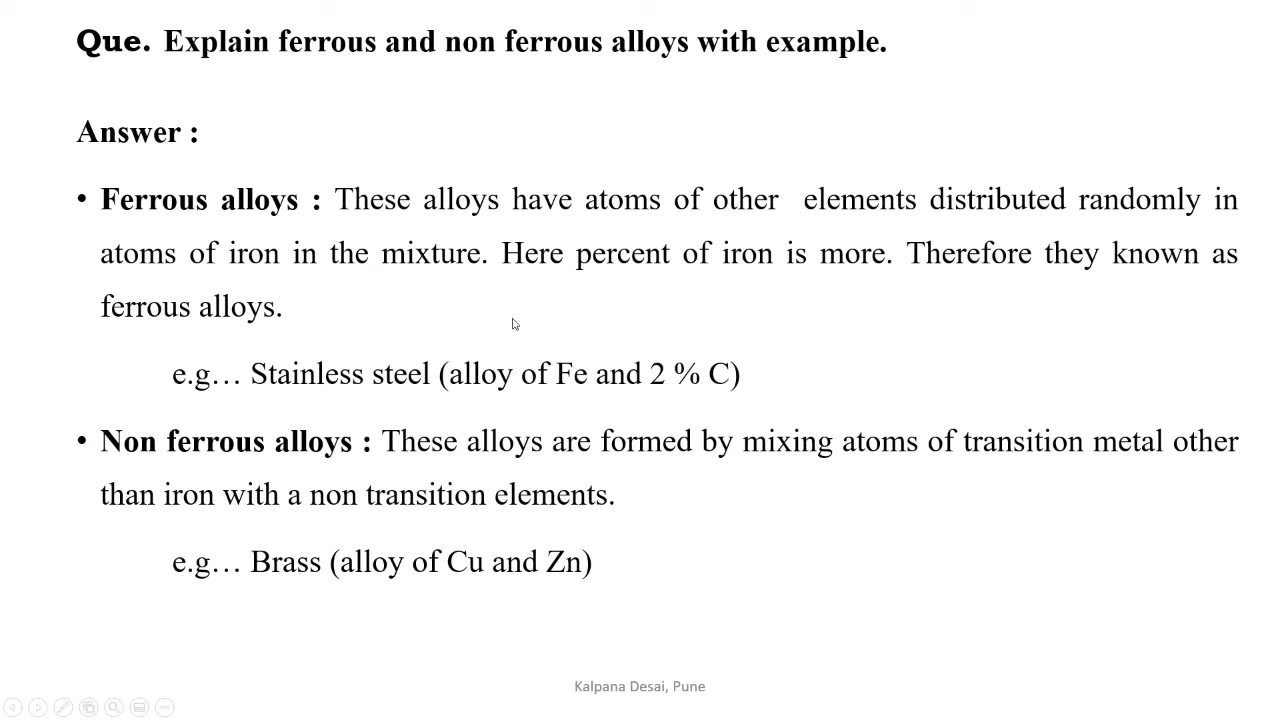 Que. Explain ferrous and non ferrous alloys with example.
Answer :
• Ferrous alloys : These alloys have atoms of other elements distributed randomly in
atoms of iron in the mixture. Here percent of iron is more. Therefore they known as
ferrous alloys.
e.g… Stainless steel (alloy of Fe and 2 % C)
• Non ferrous alloys : These alloys are formed by mixing atoms of transition metal other
than iron with a non transition elements.
e.g… Brass (alloy of Cu and Zn)
Kalpana Desai, Pune